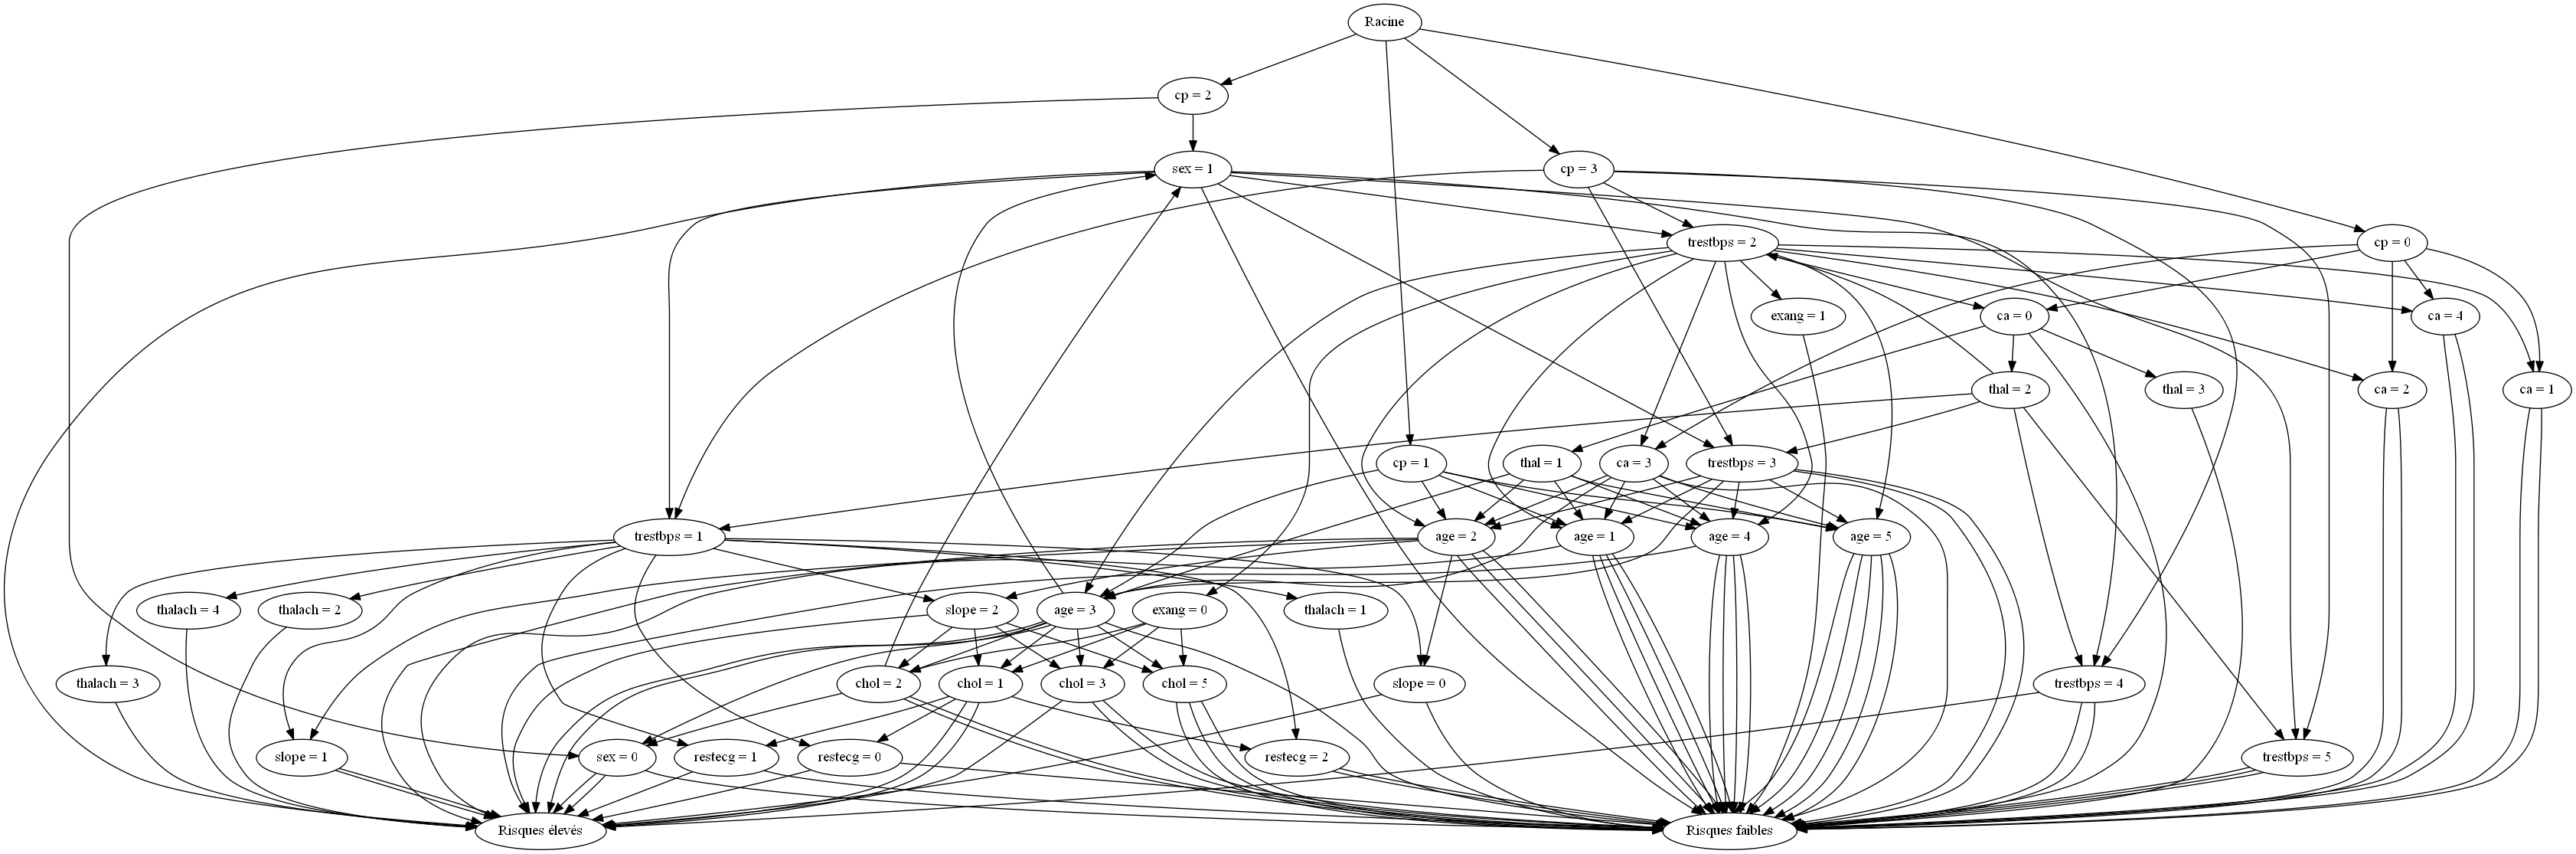 Racine
cp = 2
sex = 1
cp = 3
trestbps = 2
cp = 0
exang = 1
ca = 0
ca = 4
thal = 2
thal = 3
ca = 2
ca = 1
cp = 1
thal = 1
ca = 3
trestbps = 3
trestbps = 1
age = 2
age = 1
age = 4
age = 5
thalach = 4
thalach = 2
slope = 2
age = 3
exang = 0
thalach = 1
thalach = 3
chol = 2
chol = 1
chol = 3
chol = 5
slope = 0
trestbps = 4
slope = 1
sex = 0
restecg = 1
restecg = 0
restecg = 2
trestbps = 5
Risques élevés
Risques faibles